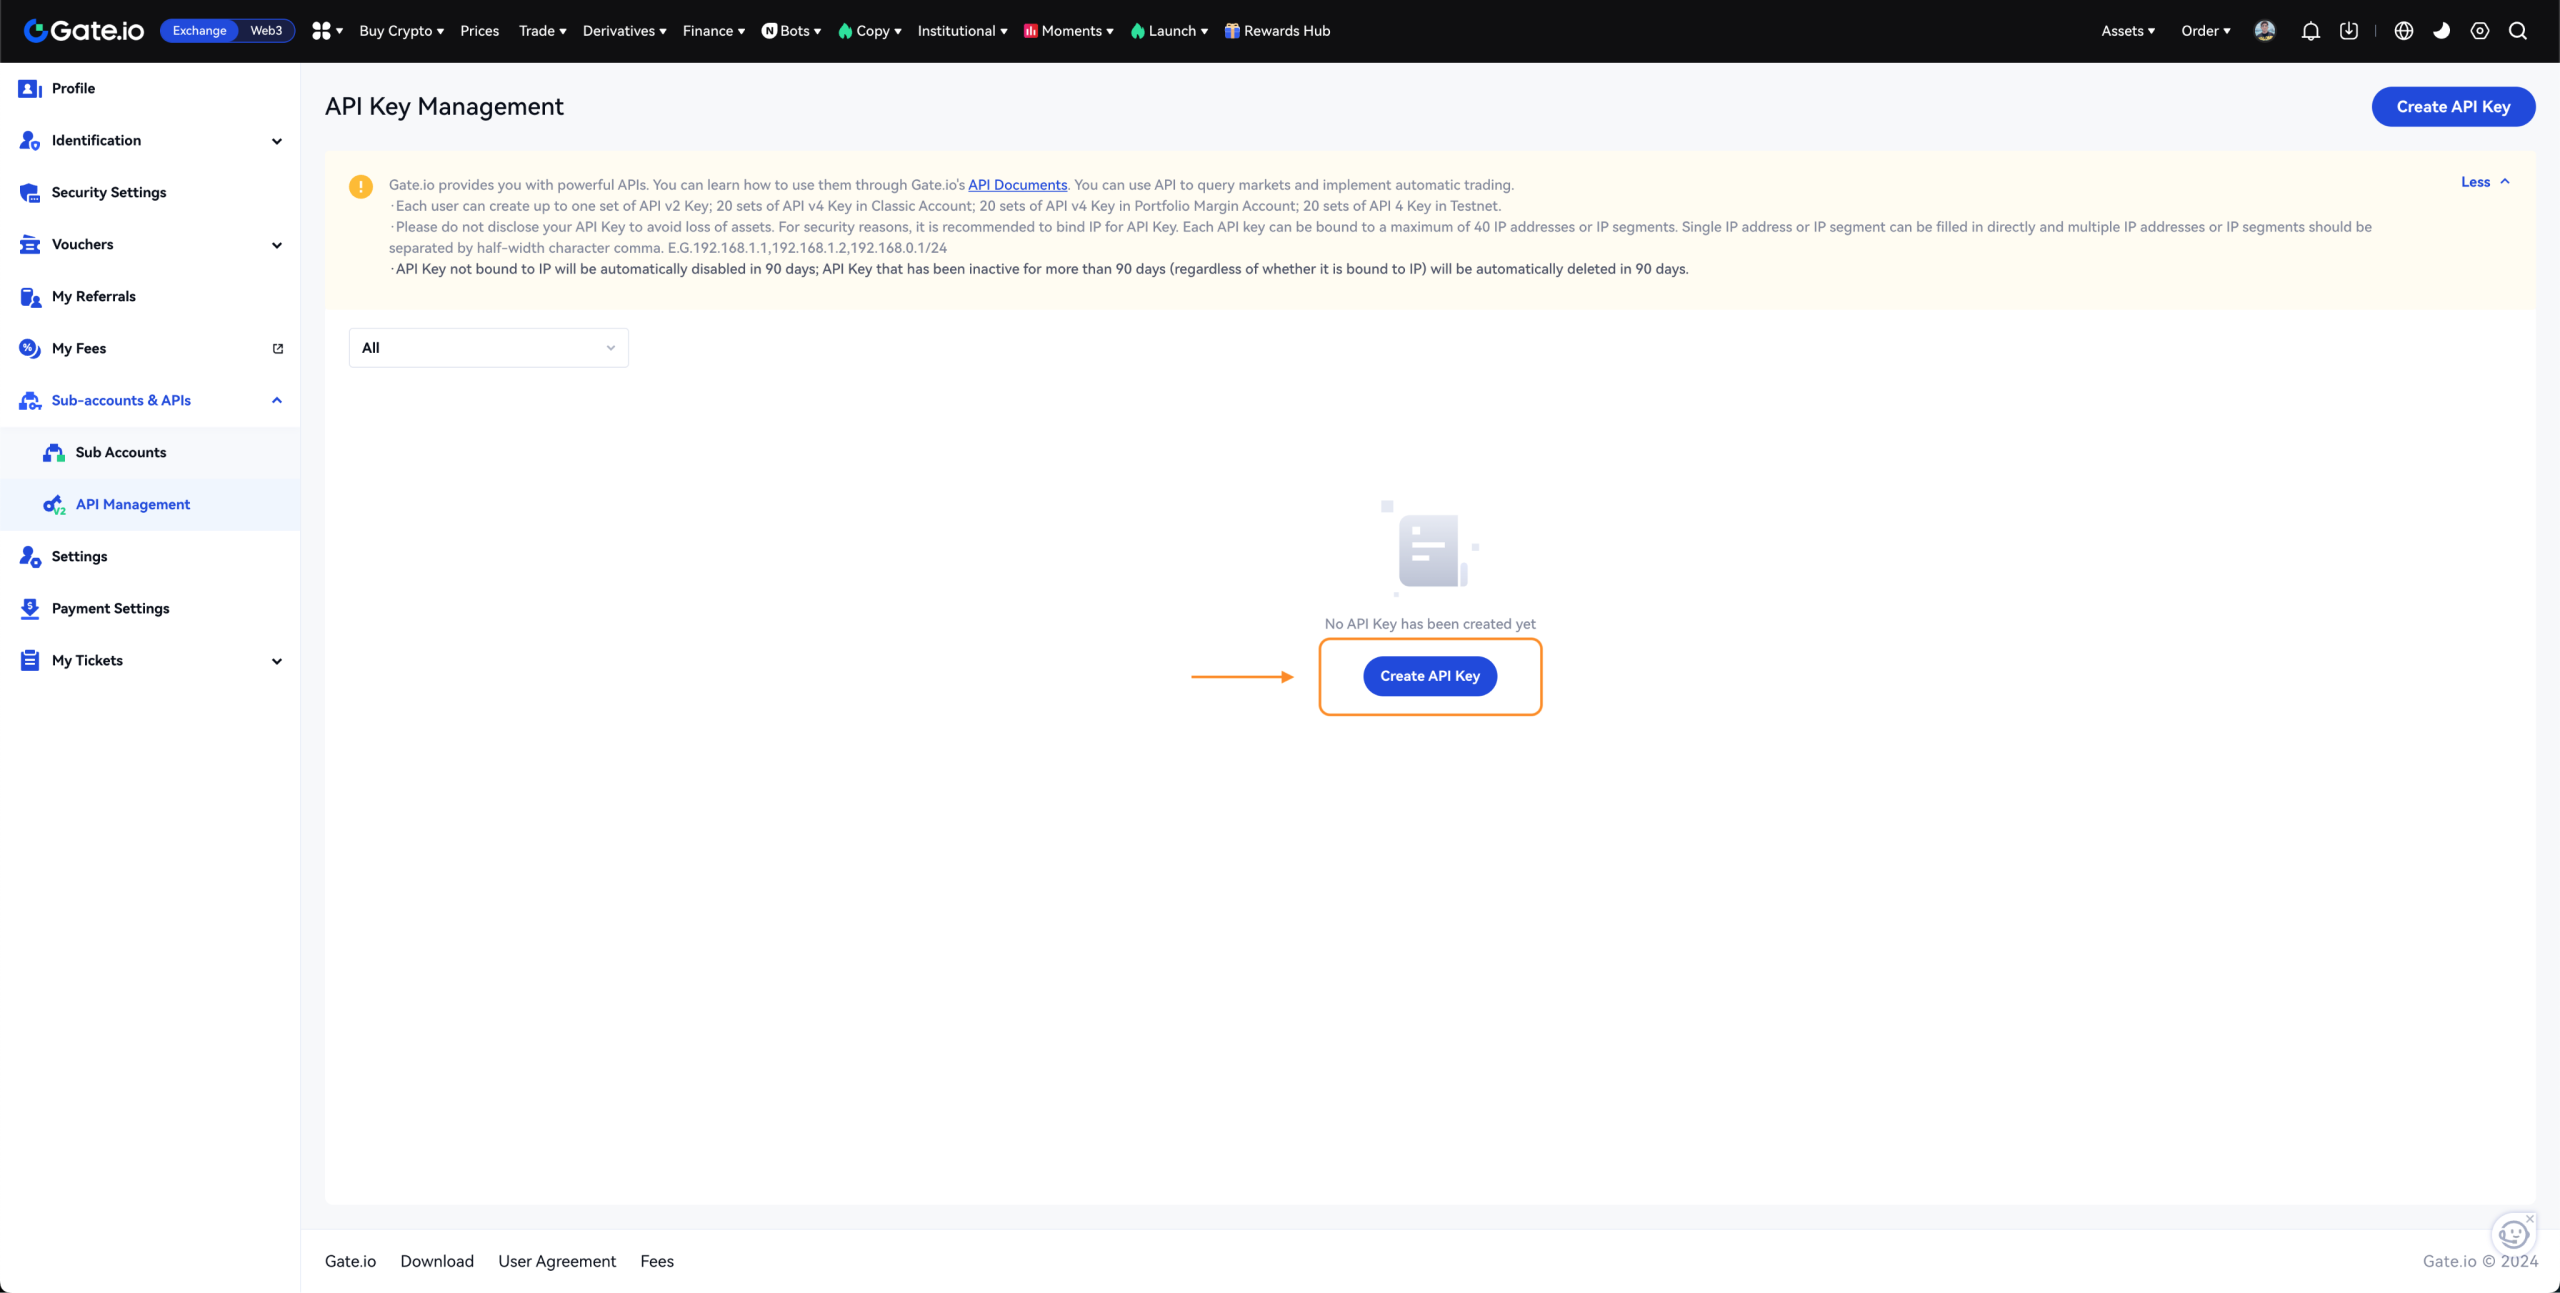 Gate.io Exchange Web3 Buy Crypto Prices Trade Derivatives Finance N Bots Copy Institutional Moments Launch Rewards Hub Assets Order
Profile
Identification
Security Settings
Vouchers
My Referrals
% My Fees
Sub-accounts & APIs
Sub Accounts
V2 API Management
Settings
$ Payment Settings
My Tickets
API Key Management
Create API Key
! Gate.io provides you with powerful APIs. You can learn how to use them through Gate.io's API Documents. You can use API to query markets and implement automatic trading.
Less
·Each user can create up to one set of API v2 Key; 20 sets of API v4 Key in Classic Account; 20 sets of API v4 Key in Portfolio Margin Account; 20 sets of API 4 Key in Testnet.
·Please do not disclose your API Key to avoid loss of assets. For security reasons, it is recommended to bind IP for API Key. Each API key can be bound to a maximum of 40 IP addresses or IP segments. Single IP address or IP segment can be filled in directly and multiple IP addresses or IP segments should be
separated by half-width character comma. E.G.192.168.1.1,192.168.1.2,192.168.0.1/24
·API Key not bound to IP will be automatically disabled in 90 days; API Key that has been inactive for more than 90 days (regardless of whether it is bound to IP) will be automatically deleted in 90 days.
All
No API Key has been created yet
Create API Key
Gate.io Download User Agreement Fees
Gate.io © 2024